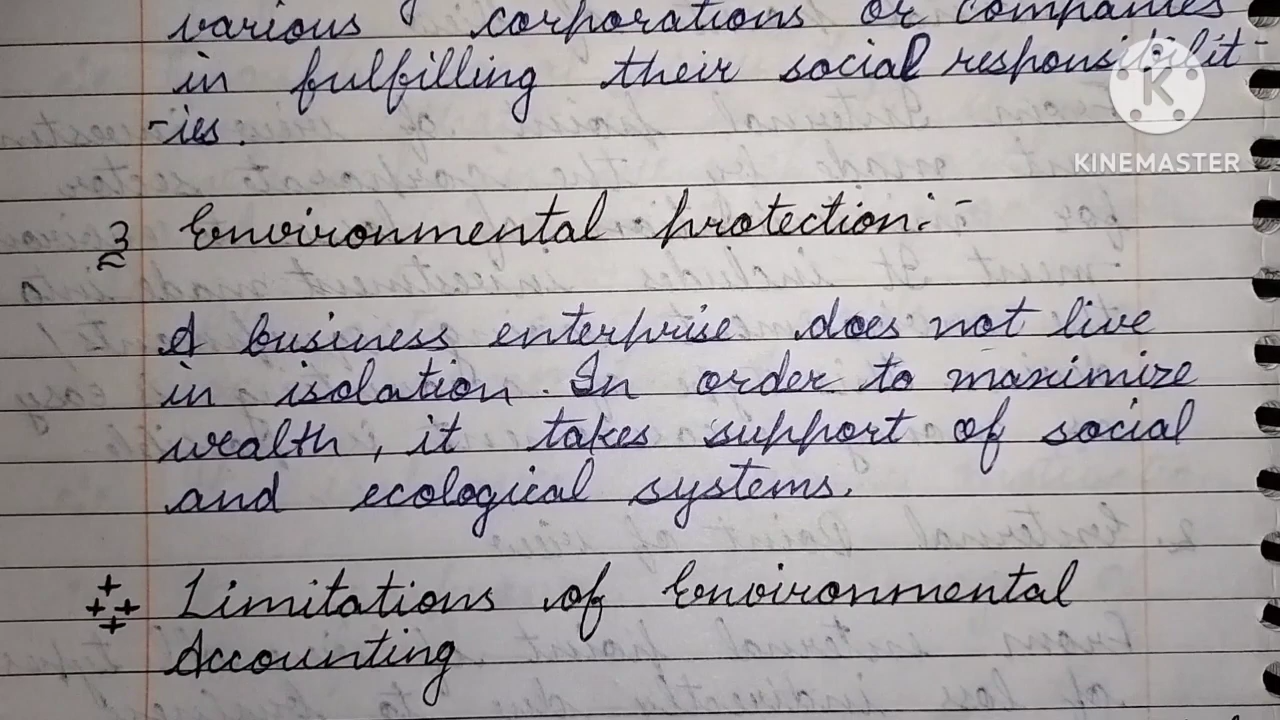 various corporations or companies
in fulfilling their social responsibilit-
-ies.
KINEMASTER
3 Environmental protection:-
A business enterprise does not live
in isolation. In order to maximize
wealth, it takes support of social
and ecological systems.
Limitations of Environmental
Accounting